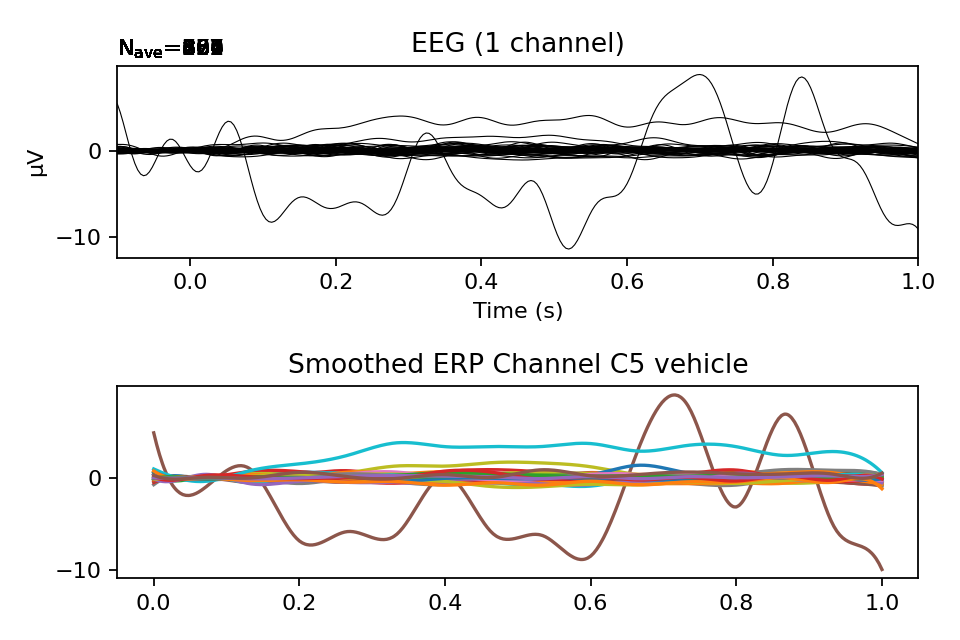 N_ave=
EEG (1 channel)
µV
0
−10
0.0 0.2 0.4 0.6 0.8 1.0
Time (s)
Smoothed ERP Channel C5 vehicle
0
−10
0.0 0.2 0.4 0.6 0.8 1.0